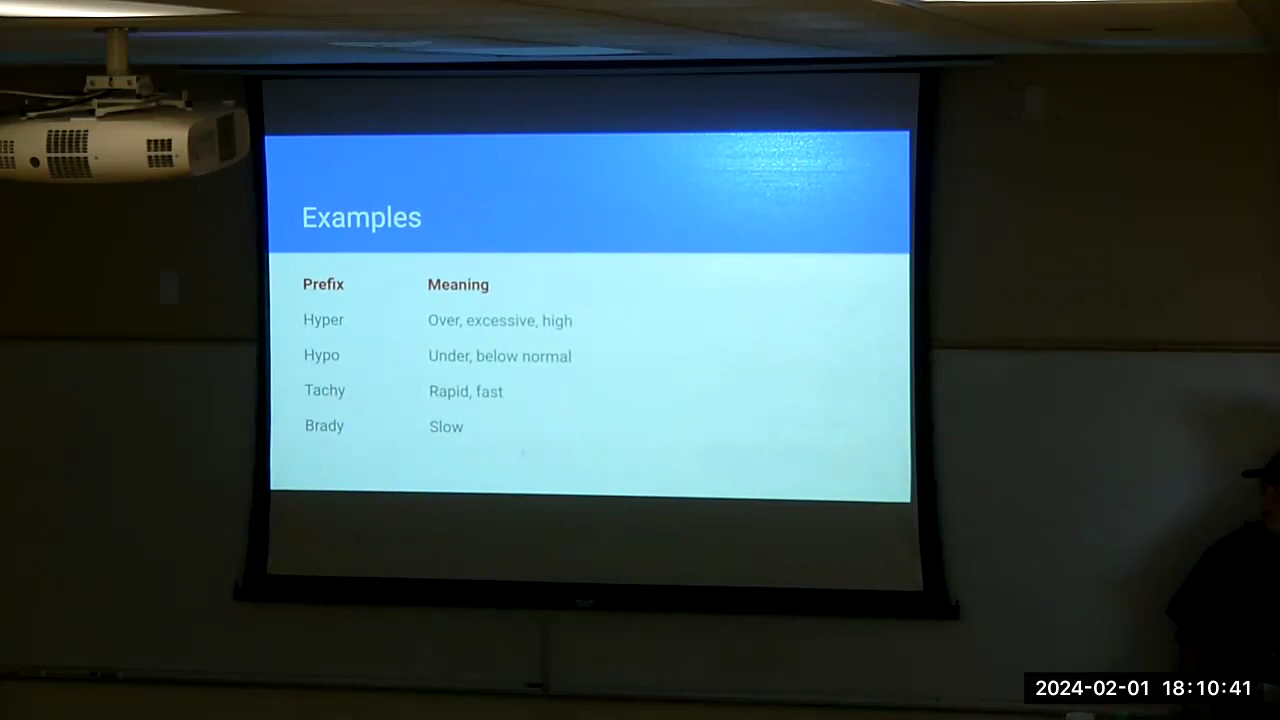 Examples
Prefix Meaning
Hyper Over, excessive, high
Hypo Under, below normal
Tachy Rapid, fast
Brady Slow
2024-02-01 18:10:41